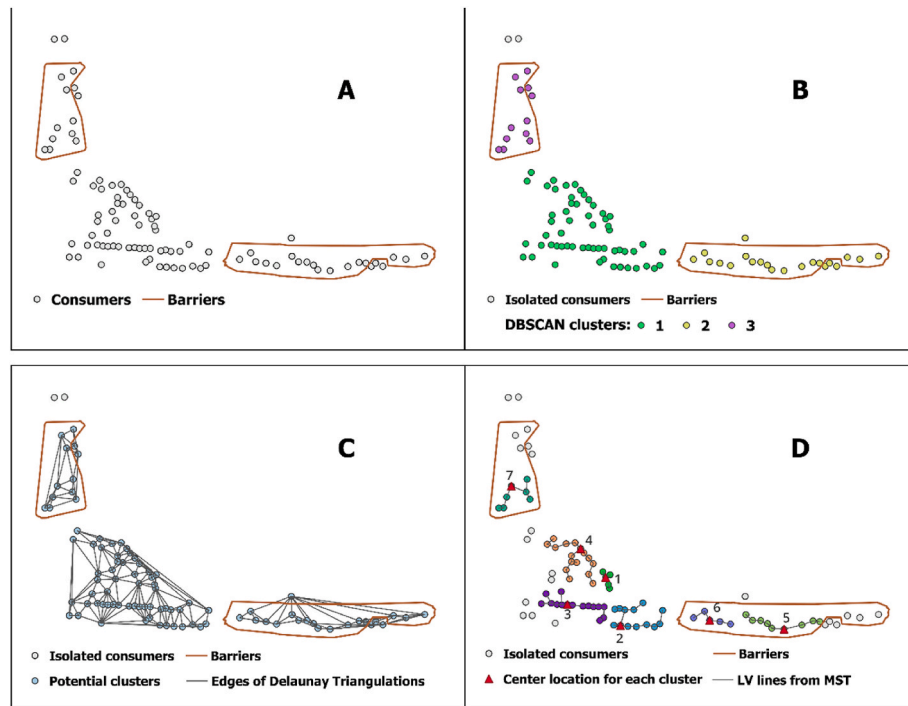 A
Consumers Barriers
B
Isolated consumers Barriers
DBSCAN clusters: 1 2 3
C
Isolated consumers Barriers
Potential clusters Edges of Delaunay Triangulations
D
7
4
1
3
2
6
5
Isolated consumers Barriers
Center location for each cluster LV lines from MST